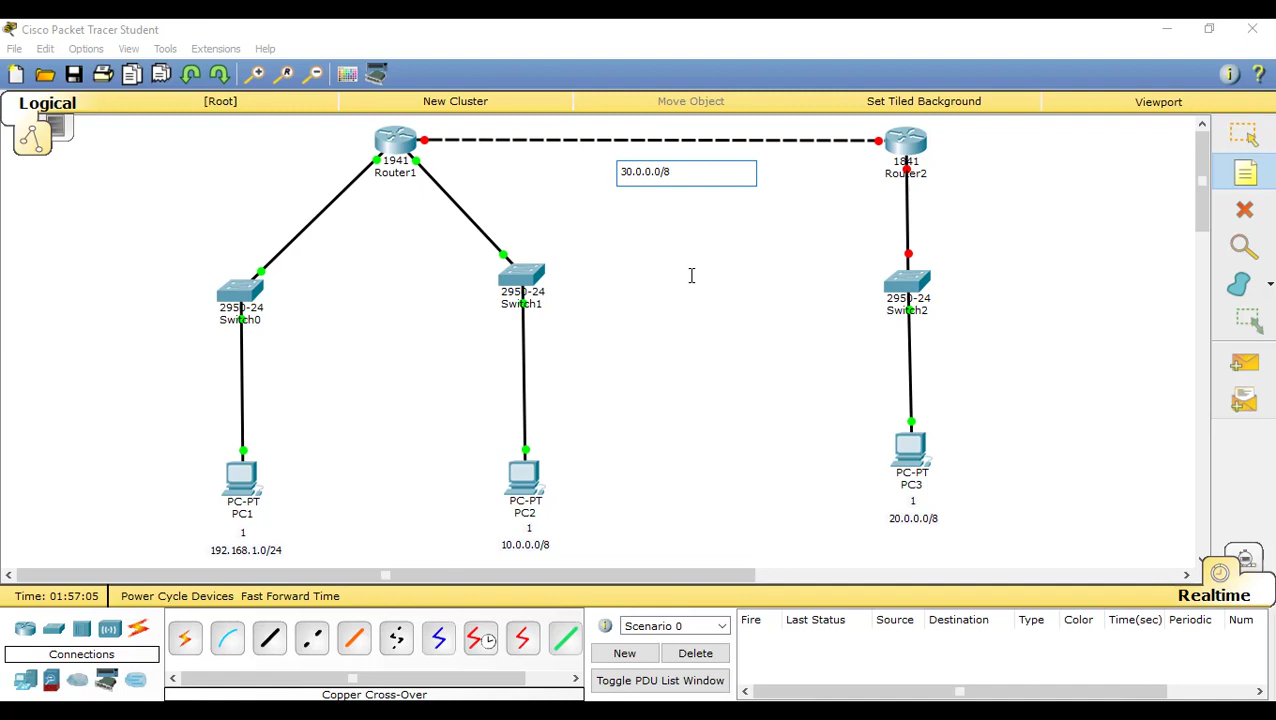 Cisco Packet Tracer Student
File Edit Options View Tools Extensions Help
Logical [Root] New Cluster Move Object Set Tiled Background Viewport
1941
Router1
1841
Router2
30.0.0.0/8
2950-24
Switch0
2950-24
Switch1
2950-24
Switch2
PC-PT
PC1
1
192.168.1.0/24
PC-PT
PC2
1
10.0.0.0/8
PC-PT
PC3
1
20.0.0.0/8
Time: 01:57:05 Power Cycle Devices Fast Forward Time
Realtime
Connections
Copper Cross-Over
Scenario 0
New Delete
Toggle PDU List Window
Fire Last Status Source Destination Type Color Time(sec) Periodic Num